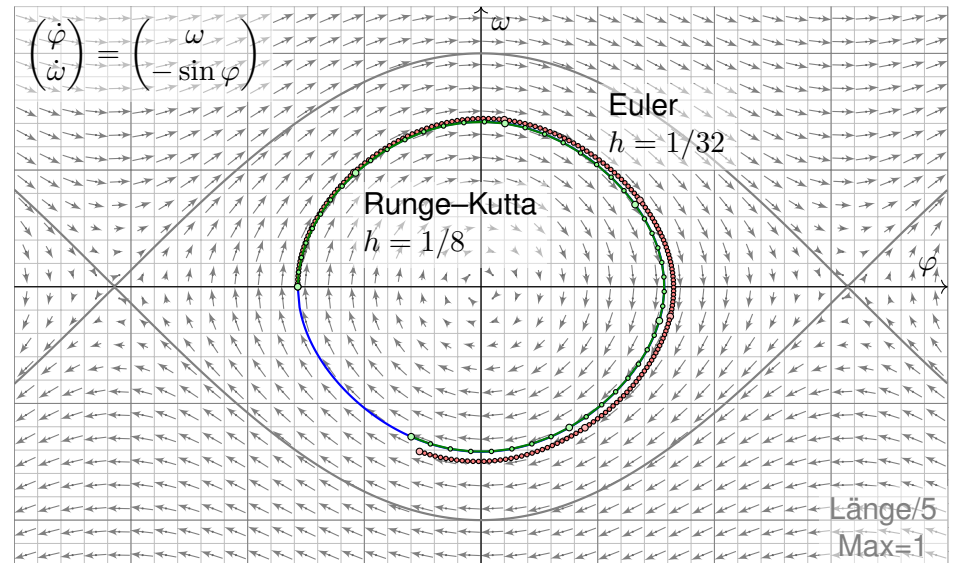 (φ̇ ω̇) = (ω −sin φ)
ω
Euler
h = 1/32
Runge–Kutta
h = 1/8
φ
Länge/5
Max=1